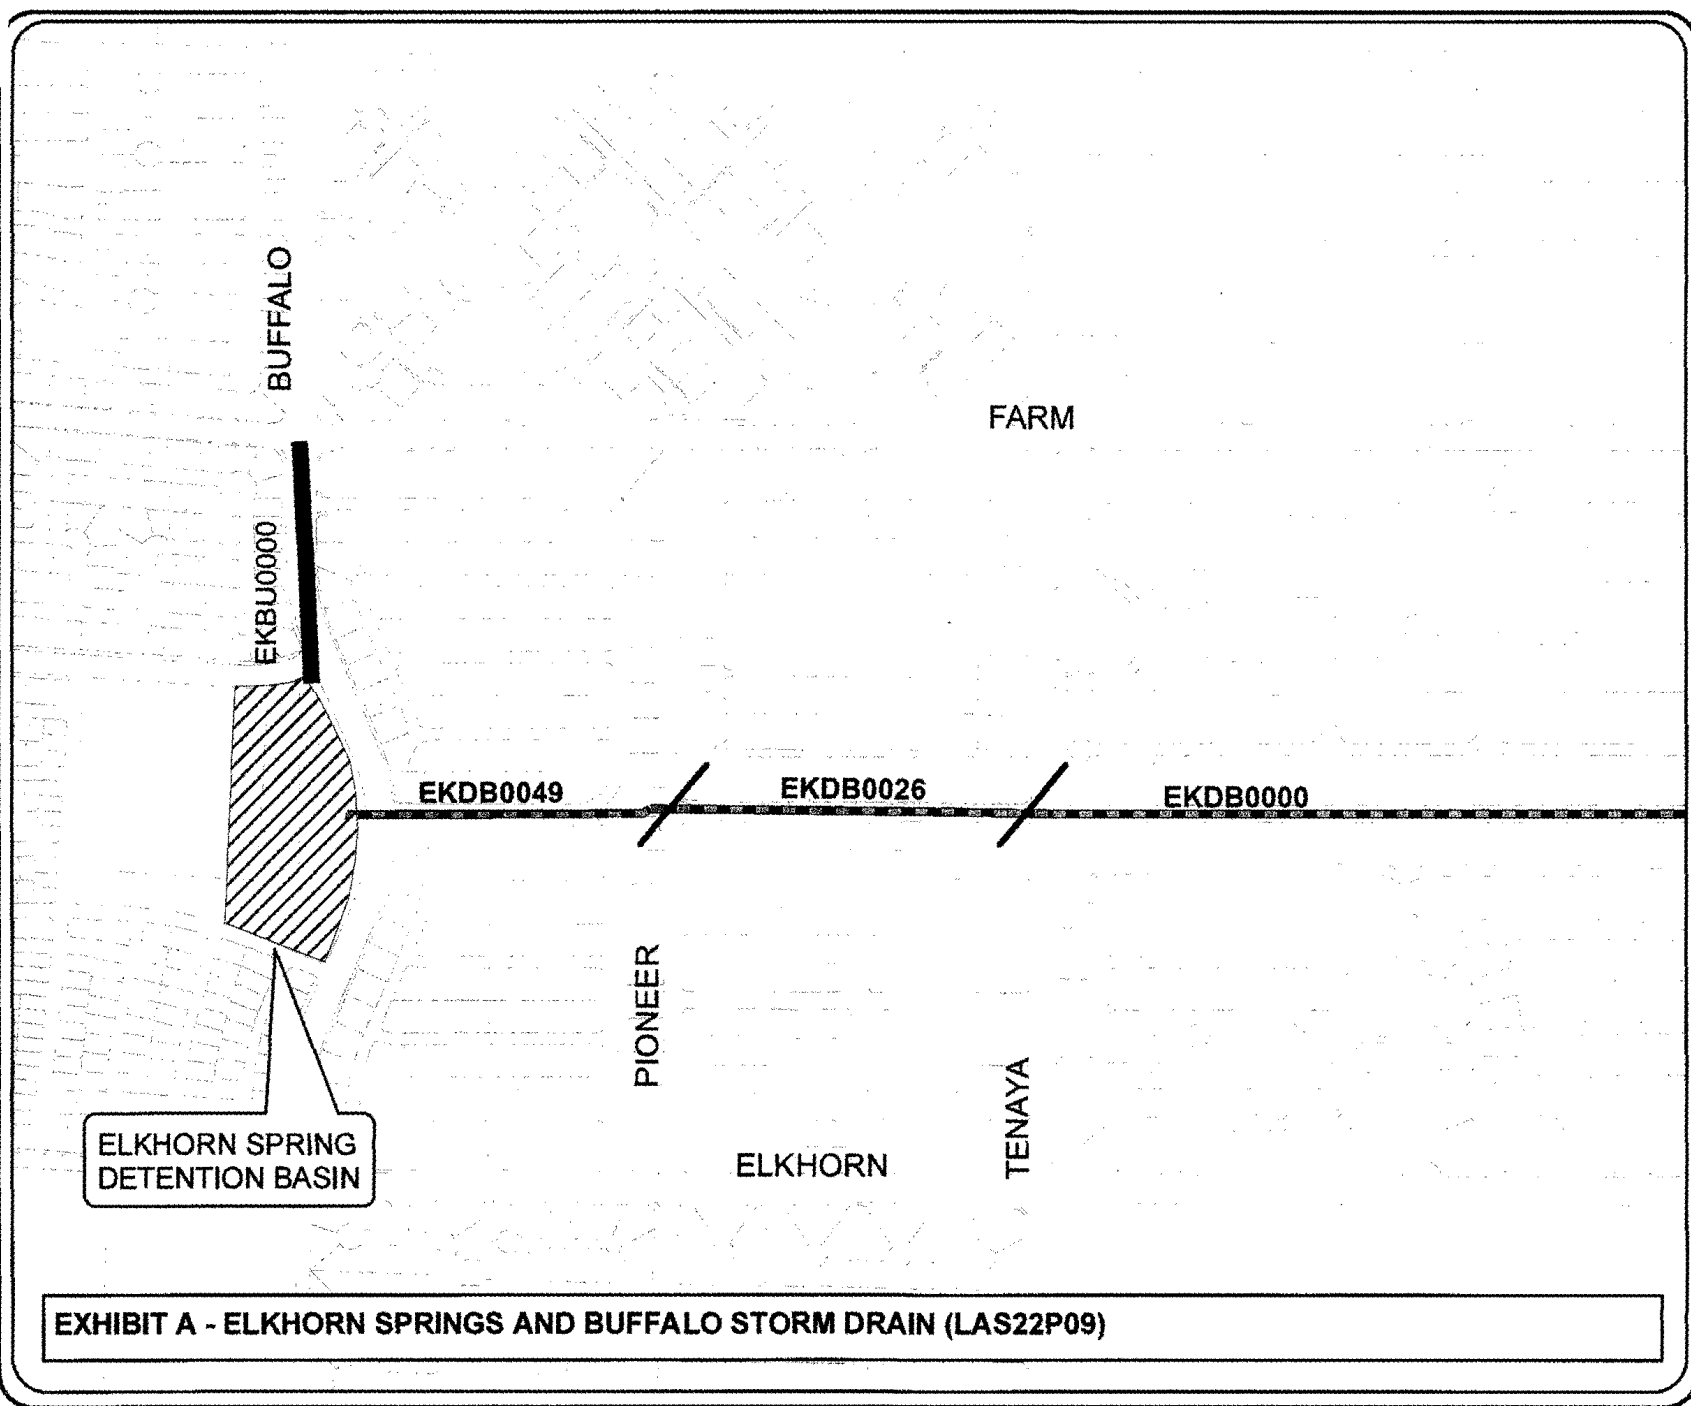 BUFFALO
FARM
EKBU0000
EKDB0049
EKDB0026
EKDB0000
PIONEER
TENAYA
ELKHORN SPRING
DETENTION BASIN
ELKHORN
EXHIBIT A - ELKHORN SPRINGS AND BUFFALO STORM DRAIN (LAS22P09)